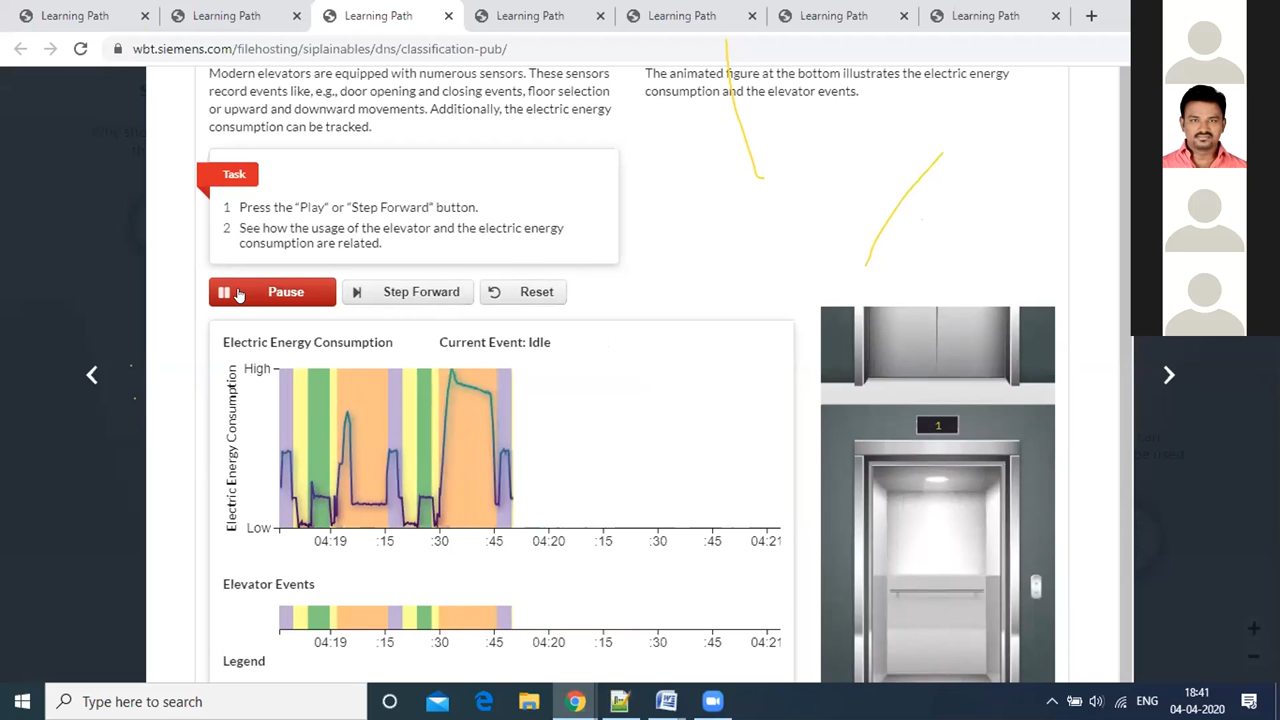 Learning Path
Learning Path
Learning Path
Learning Path
Learning Path
Learning Path
Learning Path
wbt.siemens.com/filehosting/siplainables/dns/classification-pub/
Modern elevators are equipped with numerous sensors. These sensors
record events like, e.g., door opening and closing events, floor selection
or upward and downward movements. Additionally, the electric energy
consumption can be tracked.
The animated figure at the bottom illustrates the electric energy
consumption and the elevator events.
Task
1 Press the “Play” or “Step Forward” button.
2 See how the usage of the elevator and the electric energy
consumption are related.
Pause
Step Forward
Reset
Electric Energy Consumption
Current Event: Idle
High
Electric Energy Consumption
Low
04:19 :15 :30 :45 04:20 :15 :30 :45 04:21
1
Elevator Events
04:19 :15 :30 :45 04:20 :15 :30 :45 04:21
Legend
Type here to search
ENG
18:41
04-04-2020